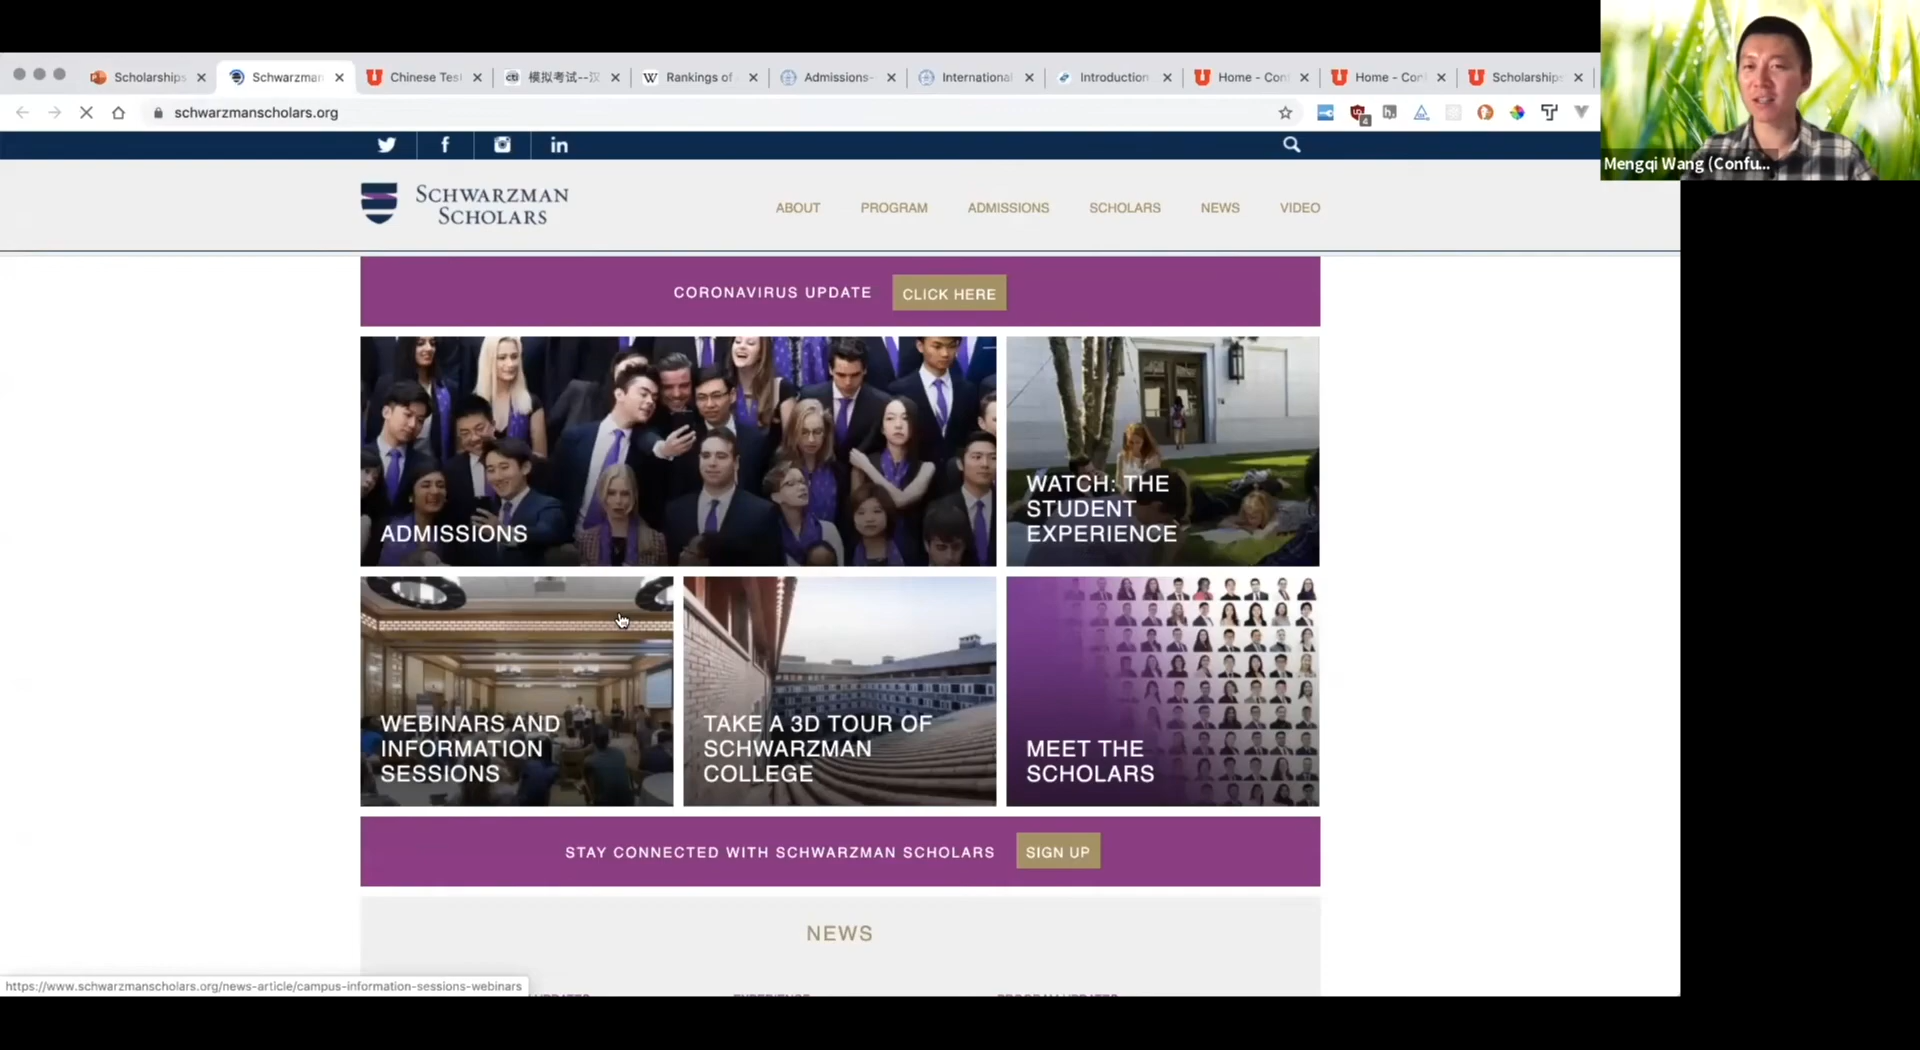 Scholarships
Schwarzman
Chinese Tes
模拟考试--汉
Rankings of
Admissions-
International
Introduction
Home - Con
Home - Con
Scholarships
schwarzmanscholars.org
4
Mengqi Wang (Confu...
SCHWARZMAN
SCHOLARS
ABOUT
PROGRAM
ADMISSIONS
SCHOLARS
NEWS
VIDEO
CORONAVIRUS UPDATE
CLICK HERE
ADMISSIONS
WATCH: THE
STUDENT
EXPERIENCE
WEBINARS AND
INFORMATION
SESSIONS
TAKE A 3D TOUR OF
SCHWARZMAN
COLLEGE
MEET THE
SCHOLARS
STAY CONNECTED WITH SCHWARZMAN SCHOLARS
SIGN UP
NEWS
https://www.schwarzmanscholars.org/news-article/campus-information-sessions-webinars